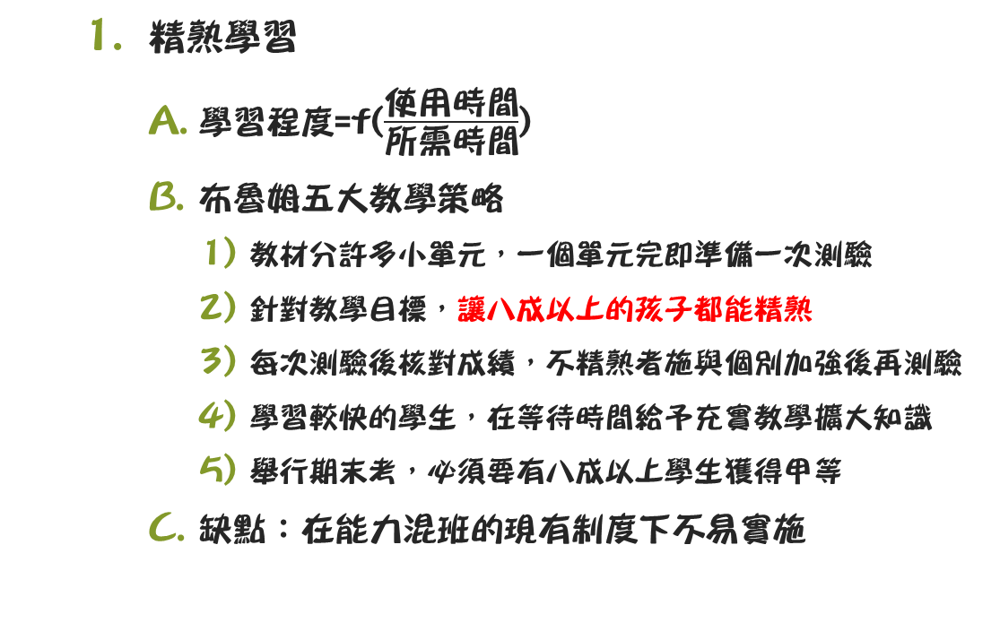 1. 精熟學習
A. 學習程度=f(使用時間/所需時間)
B. 布魯姆五大教學策略
1) 教材分許多小單元，一個單元完即準備一次測驗
2) 針對教學目標，讓八成以上的孩子都能精熟
3) 每次測驗後核對成績，不精熟者施與個別加強後再測驗
4) 學習較快的學生，在等待時間給予充實教學擴大知識
5) 舉行期末考，必須要有八成以上學生獲得甲等
C. 缺點：在能力混班的現有制度下不易實施